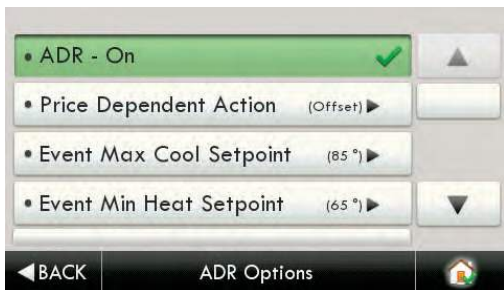 • ADR - On
• Price Dependent Action (Offset)
• Event Max Cool Setpoint (85°)
• Event Min Heat Setpoint (65°)
BACK ADR Options